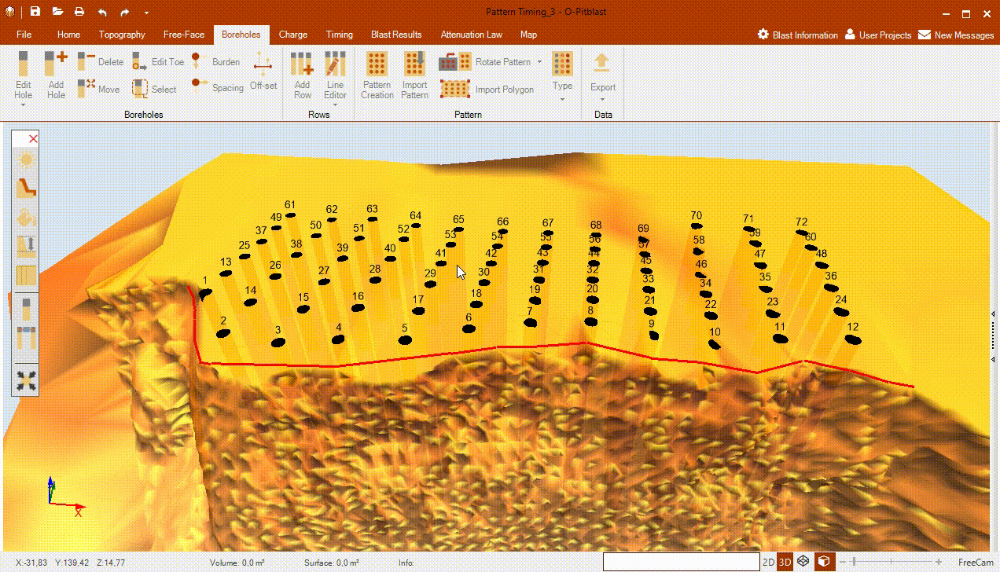 Pattern Timing_3 - O-Pitblast
File Home Topography Free-Face Boreholes Charge Timing Blast Results Attenuation Law Map Blast Information User Projects New Messages
Delete Edit Toe Burden Rotate Pattern
Edit Hole Add Hole Move Select Spacing Off-set Add Row Line Editor Pattern Creation Import Pattern Import Polygon Type Export
Boreholes Rows Pattern Data
61 62 63 64 65 66 67 68 69 70 71 72
49 50 51 52 53 54 55 56 57 58 59 60
37 38 39 40 41 42 43 44 45 46 47 48
25 26 27 28 29 30 31 32 33 34 35 36
13 14 15 16 17 18 19 20 21 22 23 24
1 2 3 4 5 6 7 8 9 10 11 12
X
X:-31,83 Y:139,42 Z:14,77 Volume: 0,0 m³ Surface: 0,0 m² Info: 2D 3D FreeCam